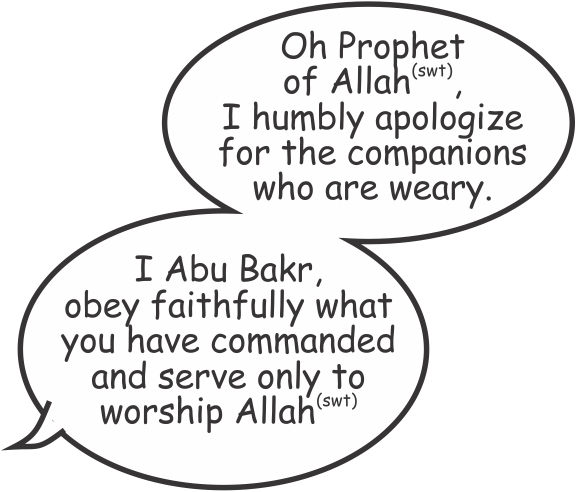 Oh Prophet
of Allah(swt),
I humbly apologize
for the companions
who are weary.
I Abu Bakr,
obey faithfully what
you have commanded
and serve only to
worship Allah(swt)